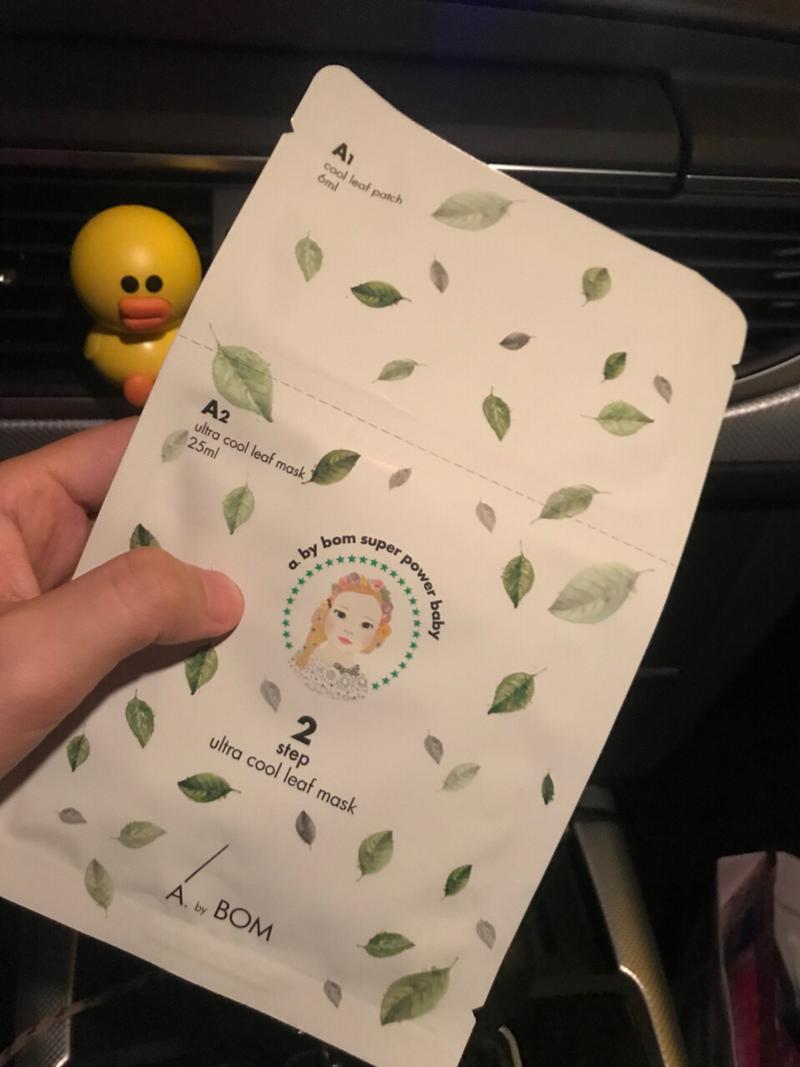 A1
cool leaf patch
6ml
A2
ultra cool leaf mask
25ml
a. by bom super power baby
2
step
ultra cool leaf mask
A. by BOM